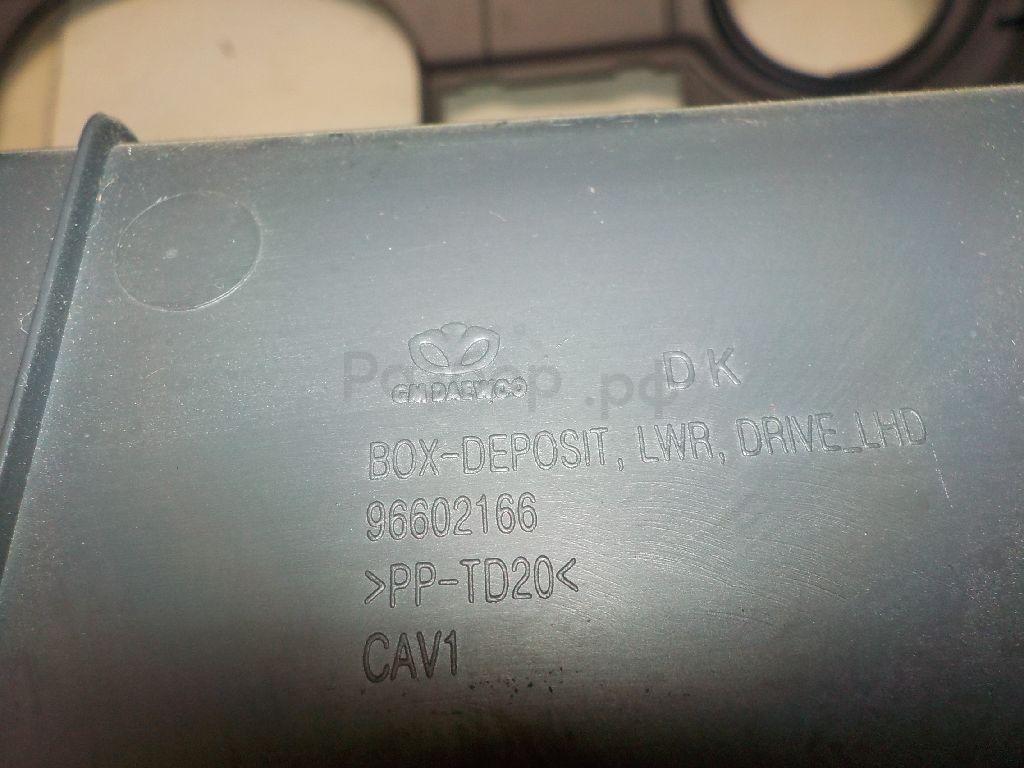 GM DAEWOO
DK
BOX-DEPOSIT, LWR, DRIVE_LHD
96602166
>PP-TD20<
CAV1